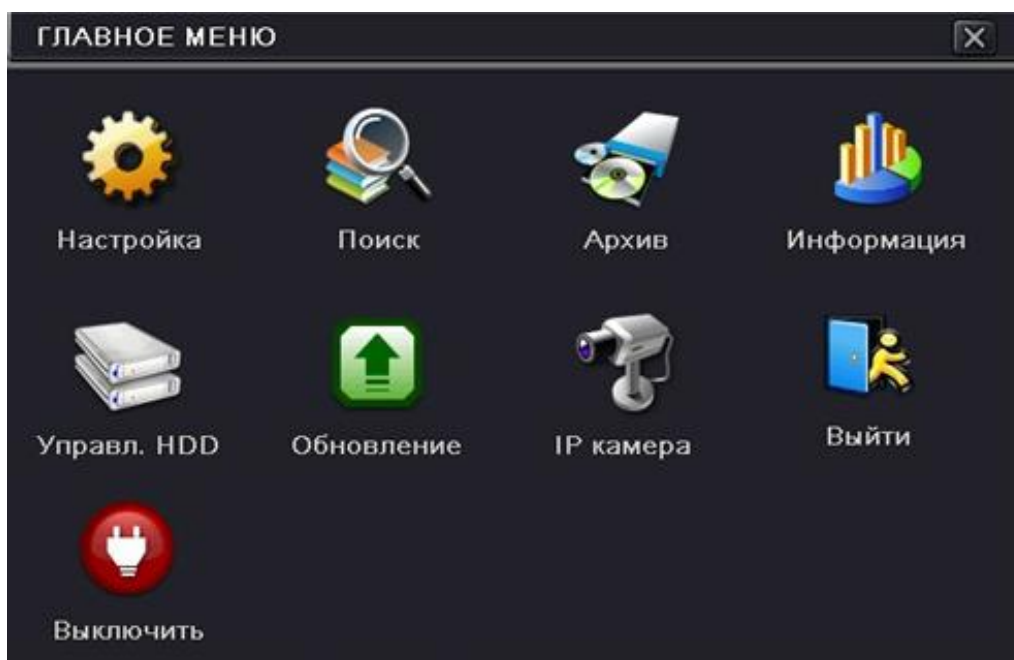 ГЛАВНОЕ МЕНЮ
Настройка
Поиск
Архив
Информация
Управл. HDD
Обновление
IP камера
Выйти
Выключить